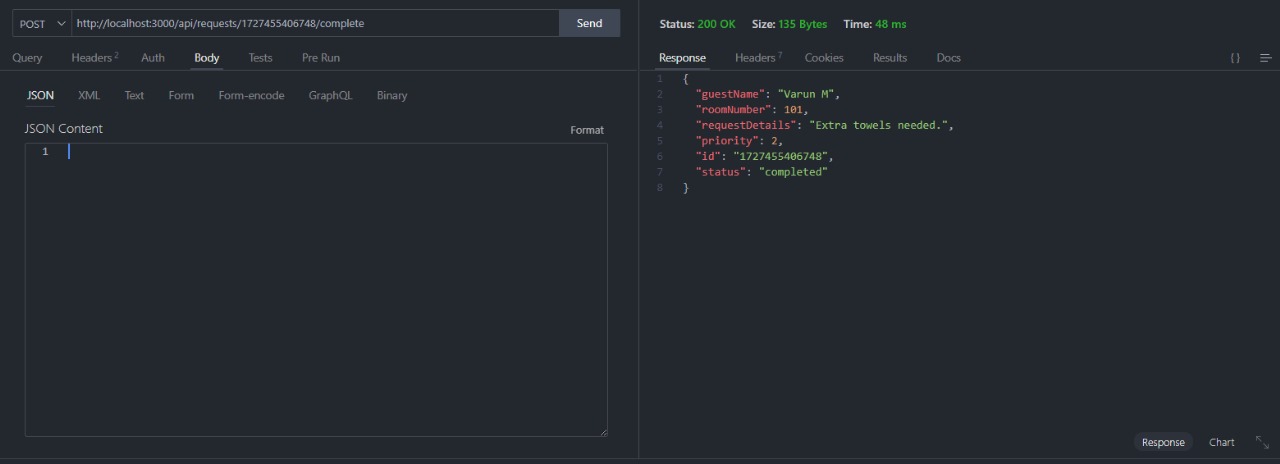 POST http://localhost:3000/api/requests/1727455406748/complete Send
Query Headers 2 Auth Body Tests Pre Run
JSON XML Text Form Form-encode GraphQL Binary
JSON Content Format
1
Status: 200 OK Size: 135 Bytes Time: 48 ms
Response Headers 7 Cookies Results Docs {}
1 {
2 "guestName": "Varun M",
3 "roomNumber": 101,
4 "requestDetails": "Extra towels needed.",
5 "priority": 2,
6 "id": "1727455406748",
7 "status": "completed"
8 }
Response Chart